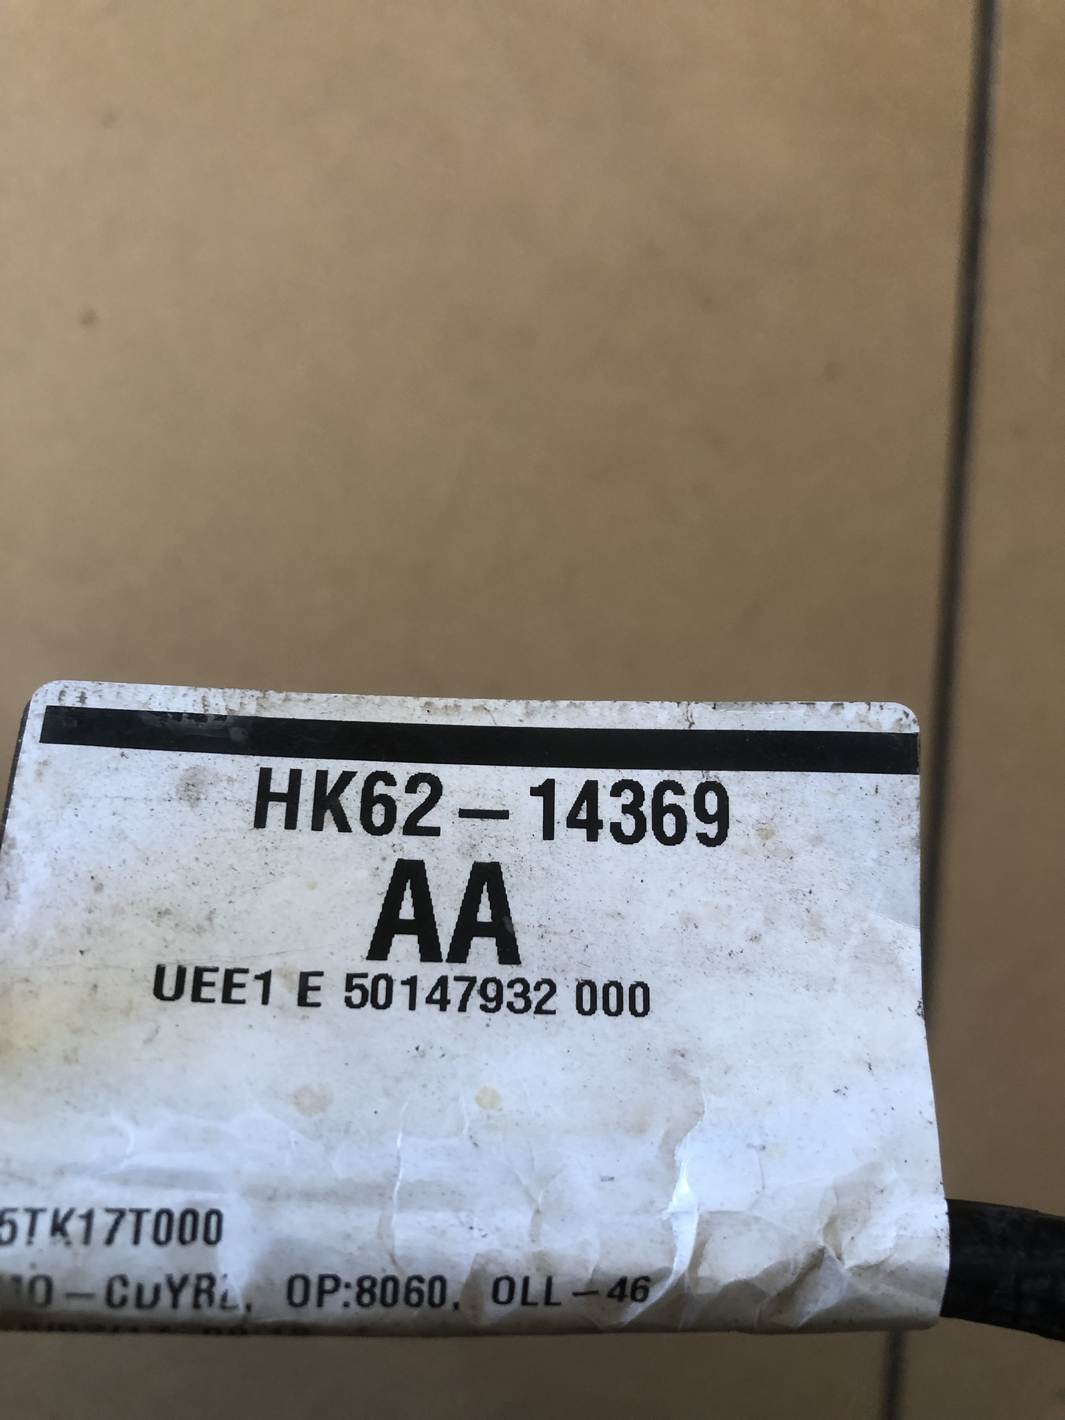 HK62-14369
AA
UEE1 E 50147932 000
5TK17T000
OP:8060, OLL-46